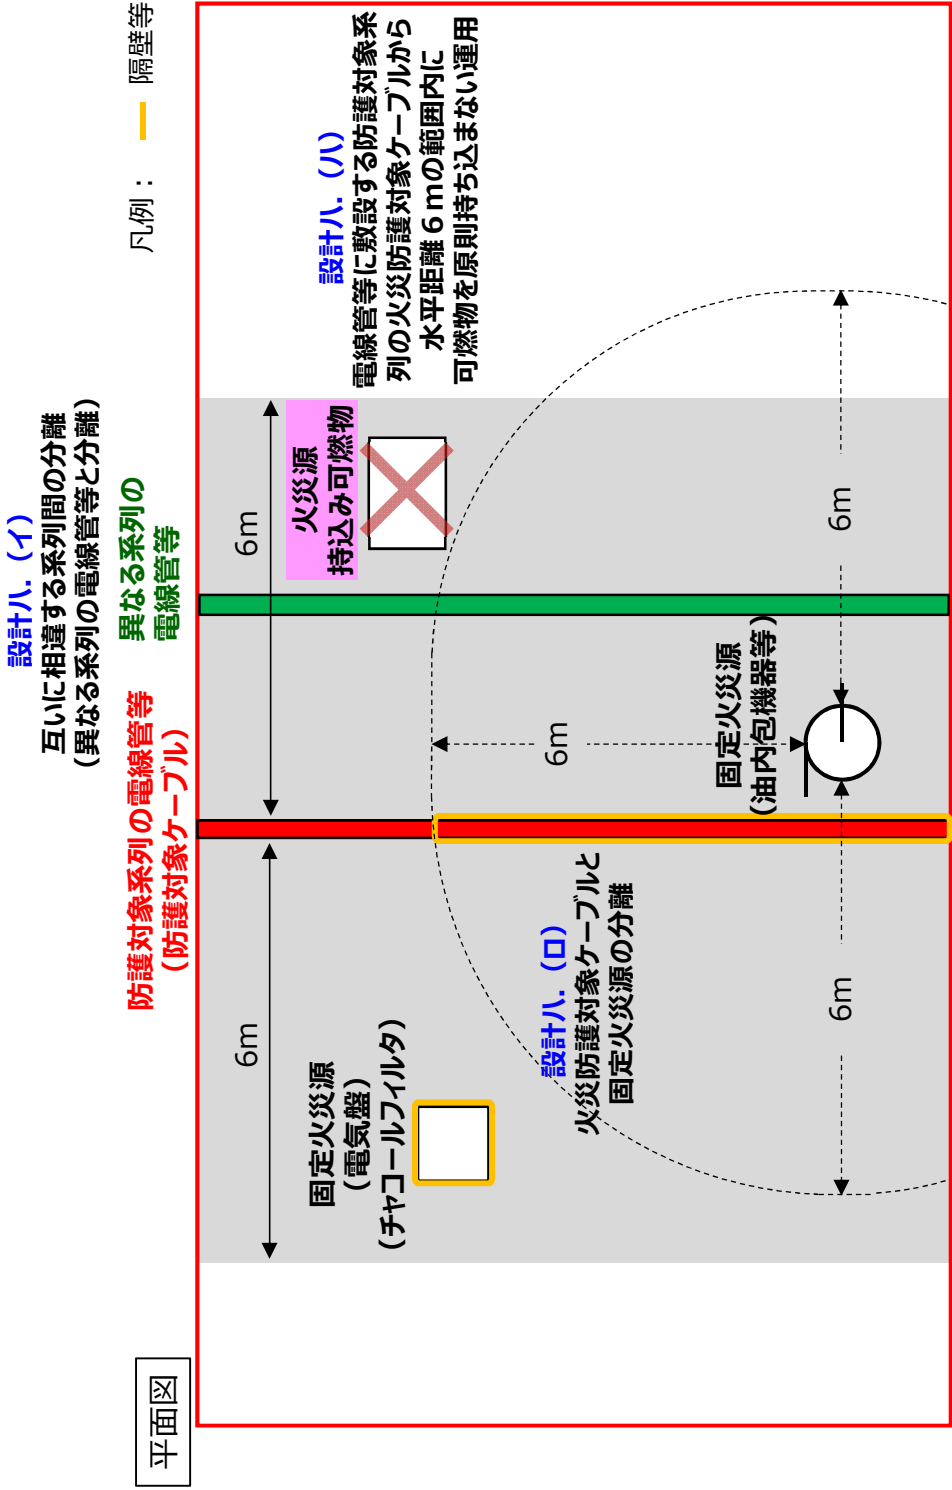 平面図
設計ハ.（イ）
互いに相違する系列間の分離
（異なる系列の電線管等と分離）
防護対象系列の電線管等
（防護対象ケーブル）
異なる系列の
電線管等
凡例：
隔壁等
6m
6m
固定火災源
（電気盤）
（チャコールフィルタ）
火災源
持込み可燃物
設計ハ.（ハ）
電線管等に敷設する防護対象系
列の火災防護対象ケーブルから
水平距離６mの範囲内に
可燃物を原則持ち込まない運用
設計ハ.（ロ）
火災防護対象ケーブルと
固定火災源の分離
6m
固定火災源
（油内包機器等）
6m
6m